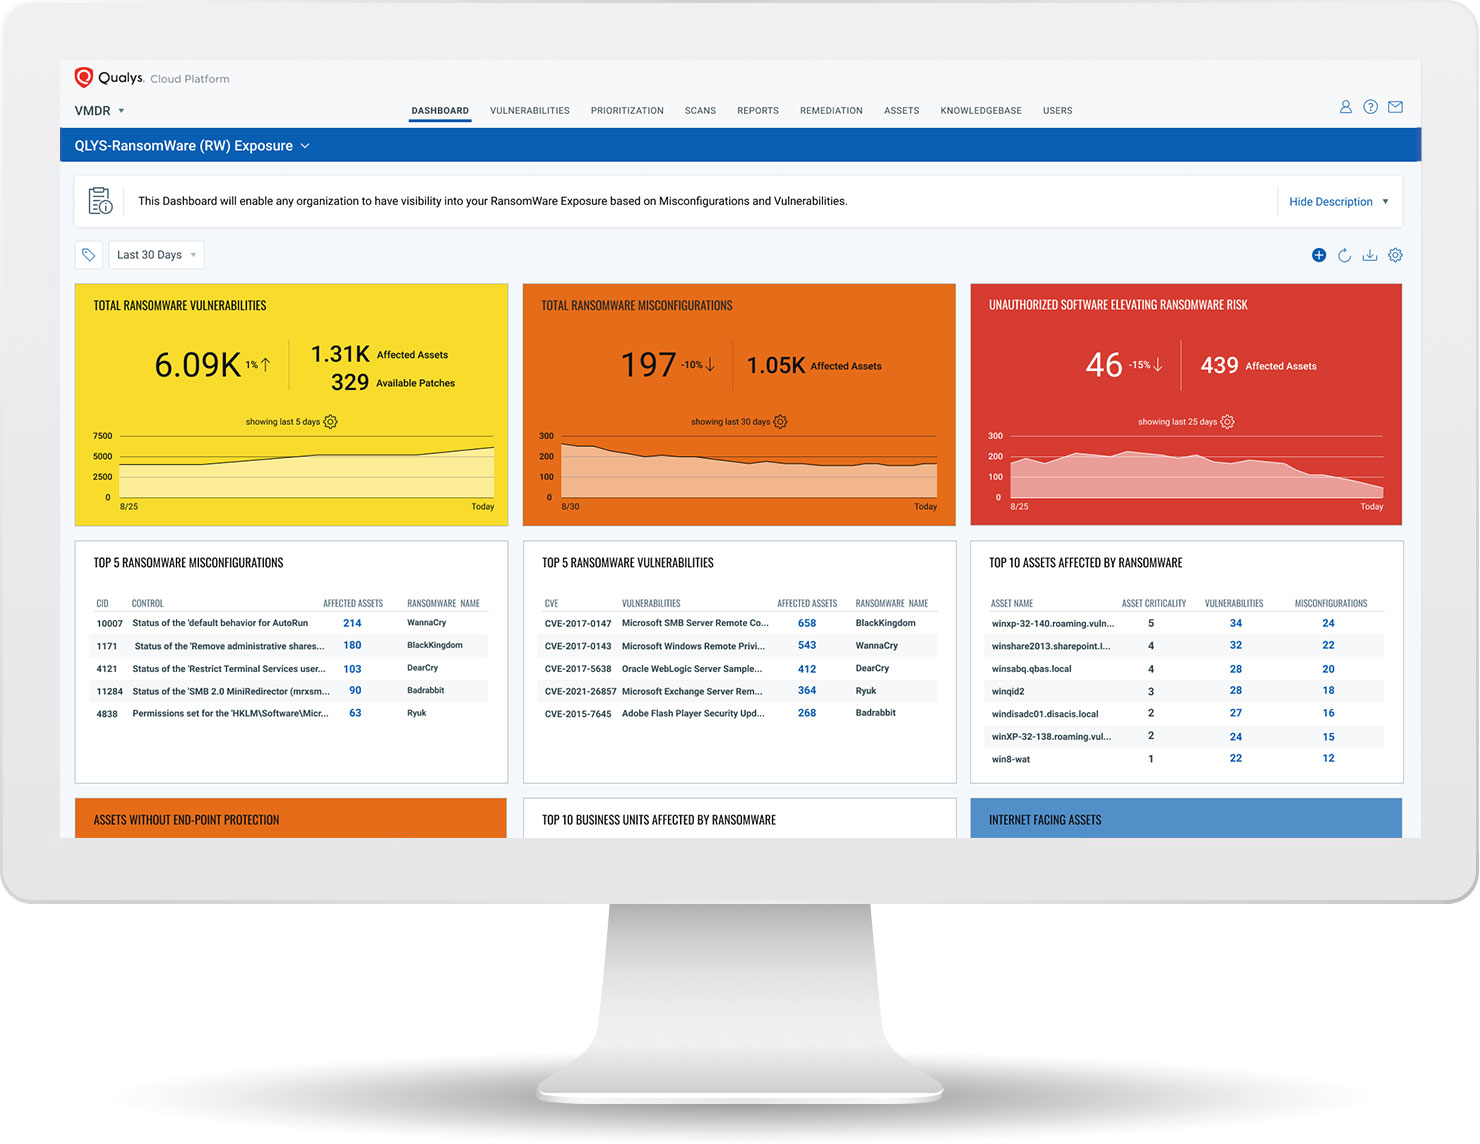 Qualys. Cloud Platform
VMDR
DASHBOARD VULNERABILITIES PRIORITIZATION SCANS REPORTS REMEDIATION ASSETS KNOWLEDGEBASE USERS
QLYS-RansomWare (RW) Exposure
This Dashboard will enable any organization to have visibility into your RansomWare Exposure based on Misconfigurations and Vulnerabilities.
Hide Description
Last 30 Days
TOTAL RANSOMWARE VULNERABILITIES
6.09K 1%↑
1.31K Affected Assets
329 Available Patches
showing last 5 days
7500
5000
2500
0
8/25 Today
TOTAL RANSOMWARE MISCONFIGURATIONS
197 -10%↓
1.05K Affected Assets
showing last 30 days
300
200
100
0
8/30 Today
UNAUTHORIZED SOFTWARE ELEVATING RANSOMWARE RISK
46 -15%↓
439 Affected Assets
showing last 25 days
300
200
100
0
8/25 Today
TOP 5 RANSOMWARE MISCONFIGURATIONS
CID CONTROL AFFECTED ASSETS RANSOMWARE NAME
10007 Status of the 'default behavior for AutoRun 214 WannaCry
1171 Status of the 'Remove administrative shares... 180 BlackKingdom
4121 Status of the 'Restrict Terminal Services user... 103 DearCry
11284 Status of the 'SMB 2.0 MiniRedirector (mrxsm... 90 Badrabbit
4838 Permissions set for the 'HKLM\Software\Micr... 63 Ryuk
TOP 5 RANSOMWARE VULNERABILITIES
CVE VULNERABILITIES AFFECTED ASSETS RANSOMWARE NAME
CVE-2017-0147 Microsoft SMB Server Remote Co... 658 BlackKingdom
CVE-2017-0143 Microsoft Windows Remote Privi... 543 WannaCry
CVE-2017-5638 Oracle WebLogic Server Sample... 412 DearCry
CVE-2021-26857 Microsoft Exchange Server Rem... 364 Ryuk
CVE-2015-7645 Adobe Flash Player Security Upd... 268 Badrabbit
TOP 10 ASSETS AFFECTED BY RANSOMWARE
ASSET NAME ASSET CRITICALITY VULNERABILITIES MISCONFIGURATIONS
winxp-32-140.roaming.vuln... 5 34 24
winshare2013.sharepoint.l... 4 32 22
winsabq.qbas.local 4 28 20
winqid2 3 28 18
windisadc01.disacis.local 2 27 16
winXP-32-138.roaming.vul... 2 24 15
win8-wat 1 22 12
ASSETS WITHOUT END-POINT PROTECTION
TOP 10 BUSINESS UNITS AFFECTED BY RANSOMWARE
INTERNET FACING ASSETS